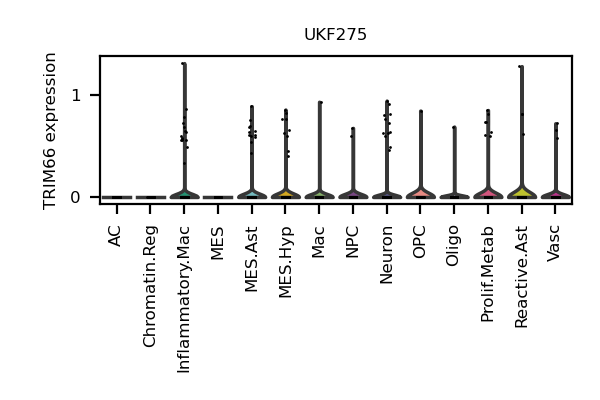 UKF275
TRIM66 expression
1
0
AC
Chromatin.Reg
Inflammatory.Mac
MES
MES.Ast
MES.Hyp
Mac
NPC
Neuron
OPC
Oligo
Prolif.Metab
Reactive.Ast
Vasc